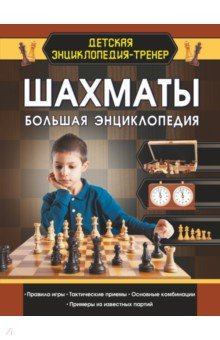 ДЕТСКАЯ
ЭНЦИКЛОПЕДИЯ-ТРЕНЕР
ШАХМАТЫ
БОЛЬШАЯ ЭНЦИКЛОПЕДИЯ
• Правила игры • Тактические приемы • Основные комбинации
• Примеры из известных партий